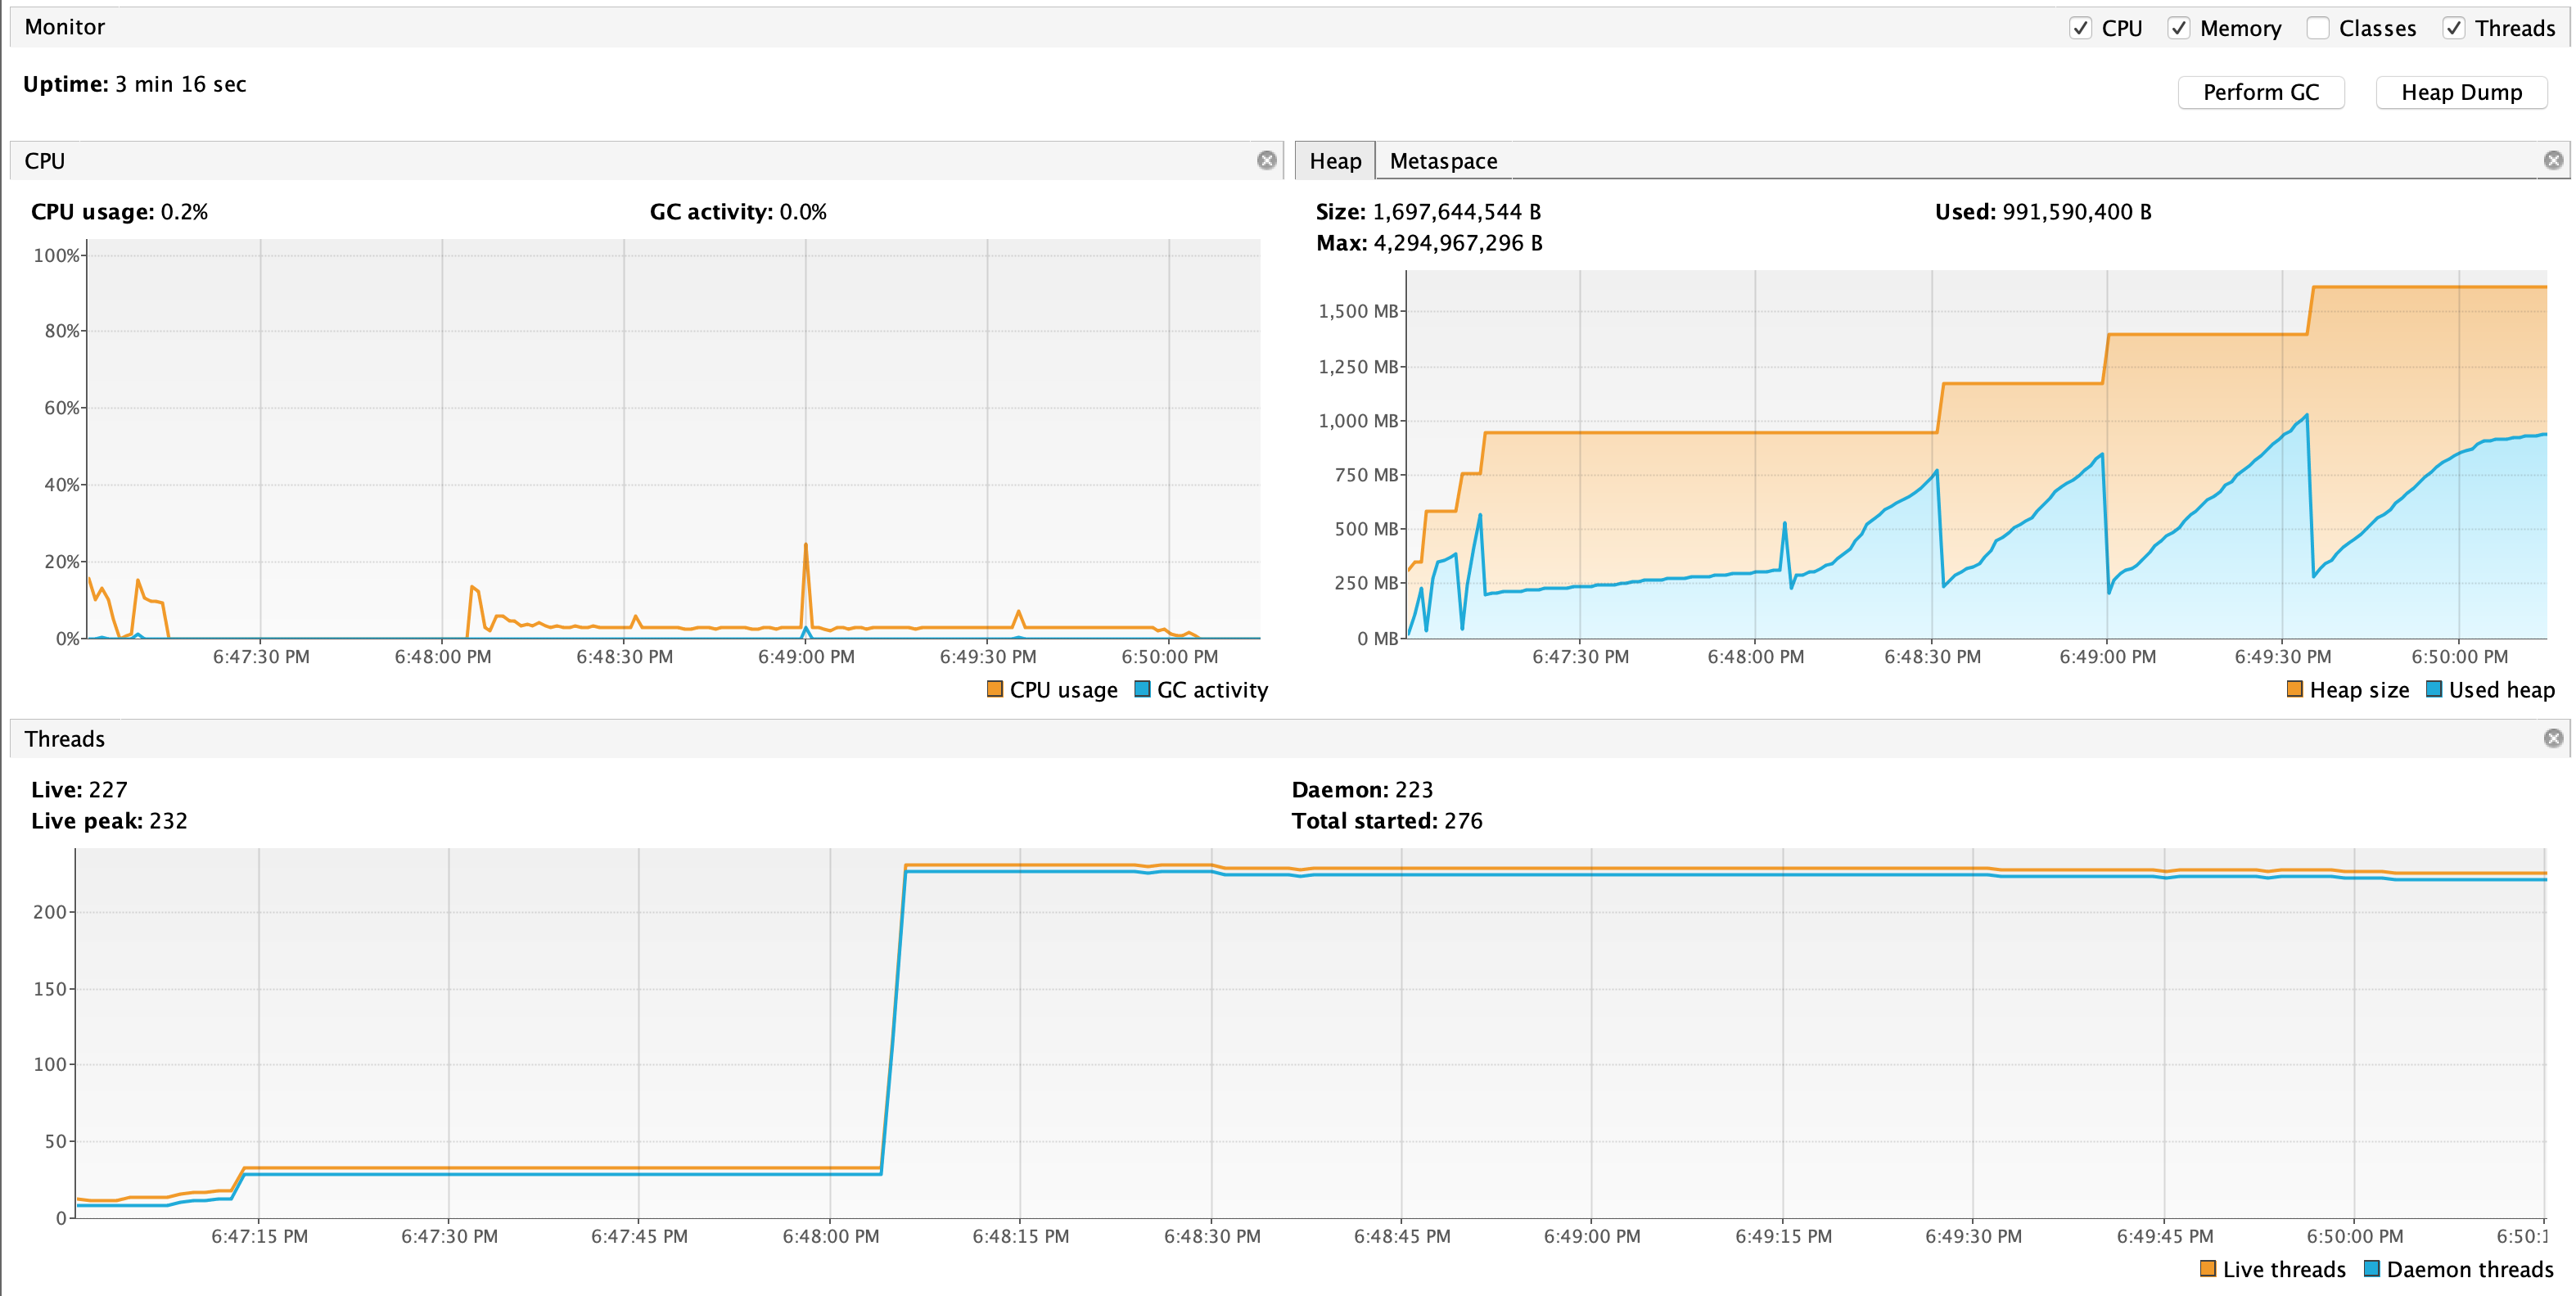 Monitor
CPU Memory Classes Threads
Uptime: 3 min 16 sec
Perform GC Heap Dump
CPU
CPU usage: 0.2% GC activity: 0.0%
100%
80%
60%
40%
20%
0%
6:47:30 PM 6:48:00 PM 6:48:30 PM 6:49:00 PM 6:49:30 PM 6:50:00 PM
CPU usage GC activity
Heap Metaspace
Size: 1,697,644,544 B Used: 991,590,400 B
Max: 4,294,967,296 B
1,500 MB
1,250 MB
1,000 MB
750 MB
500 MB
250 MB
0 MB
6:47:30 PM 6:48:00 PM 6:48:30 PM 6:49:00 PM 6:49:30 PM 6:50:00 PM
Heap size Used heap
Threads
Live: 227 Daemon: 223
Live peak: 232 Total started: 276
200
150
100
50
0
6:47:15 PM 6:47:30 PM 6:47:45 PM 6:48:00 PM 6:48:15 PM 6:48:30 PM 6:48:45 PM 6:49:00 PM 6:49:15 PM 6:49:30 PM 6:49:45 PM 6:50:00 PM 6:50:1
Live threads Daemon threads